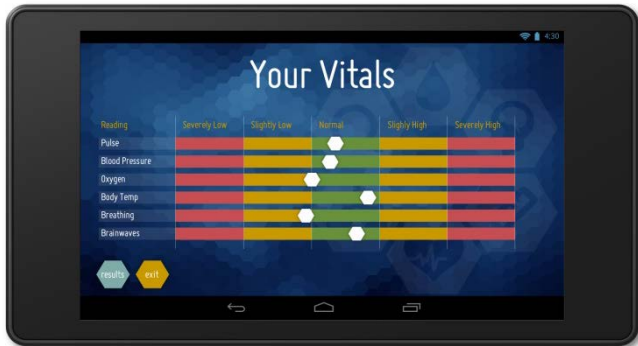 4:30
Your Vitals
Reading Severely Low Slightly Low Normal Slighly High Severely High
Pulse
Blood Pressure
Oxygen
Body Temp
Breathing
Brainwaves
results exit